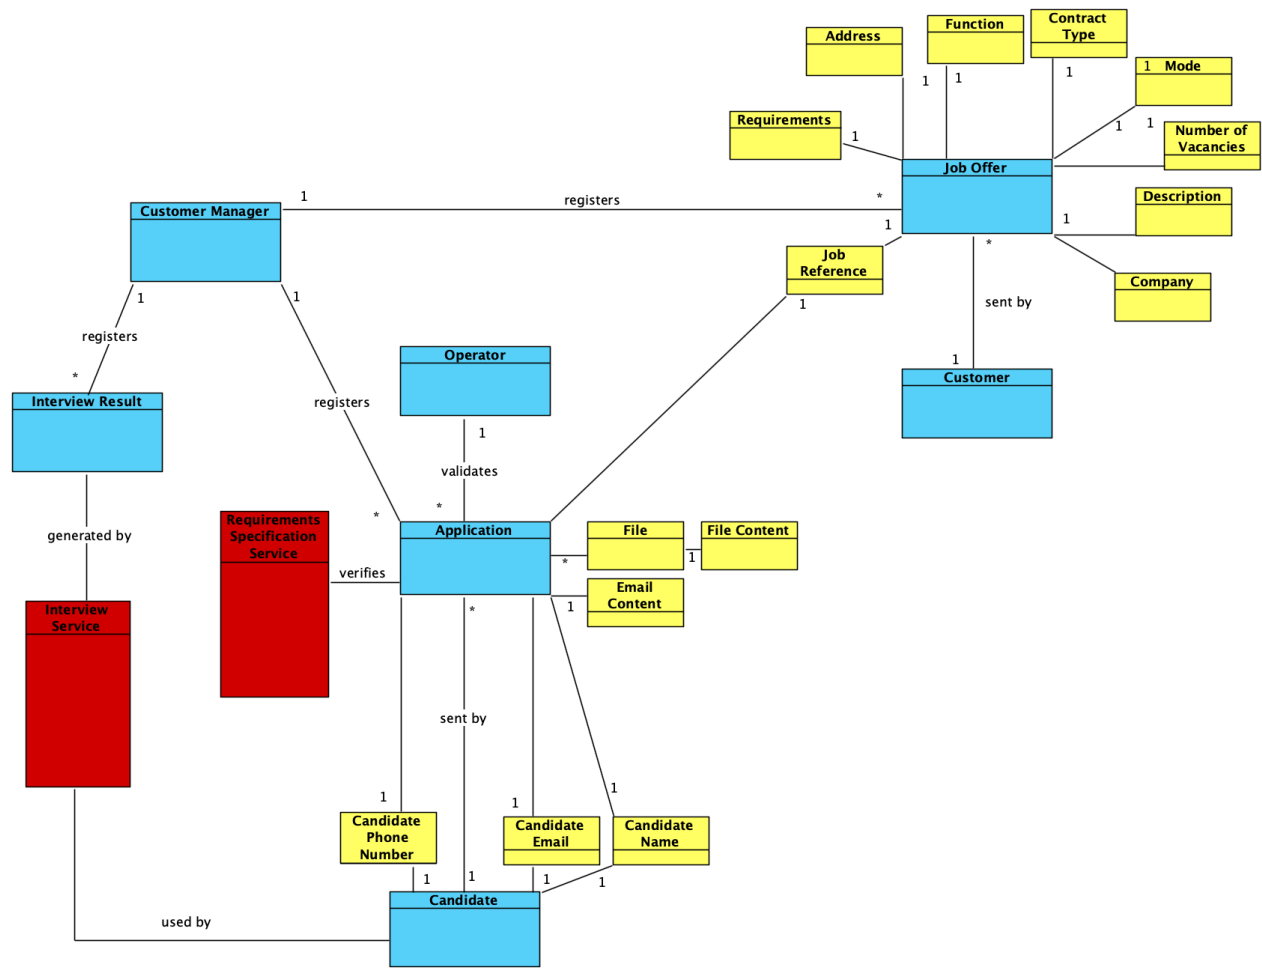 Contract
Type
1
Function
1
Address
1
1 Mode
1
Requirements
1
Number of
Vacancies
1
Job Offer
Description
1
Company
Customer Manager
1
registers
*
1
Job
Reference
1
*
sent by
1
Customer
1
registers
*
Interview Result
1
registers
*
Operator
1
validates
*
generated by
Interview
Service
Requirements
Specification
Service
verifies
Application
File
*
File Content
1
Email
Content
1
*
sent by
1
1
Candidate
Phone
Number
1
1
Candidate
Email
1
1
Candidate
Name
1
Candidate
used by